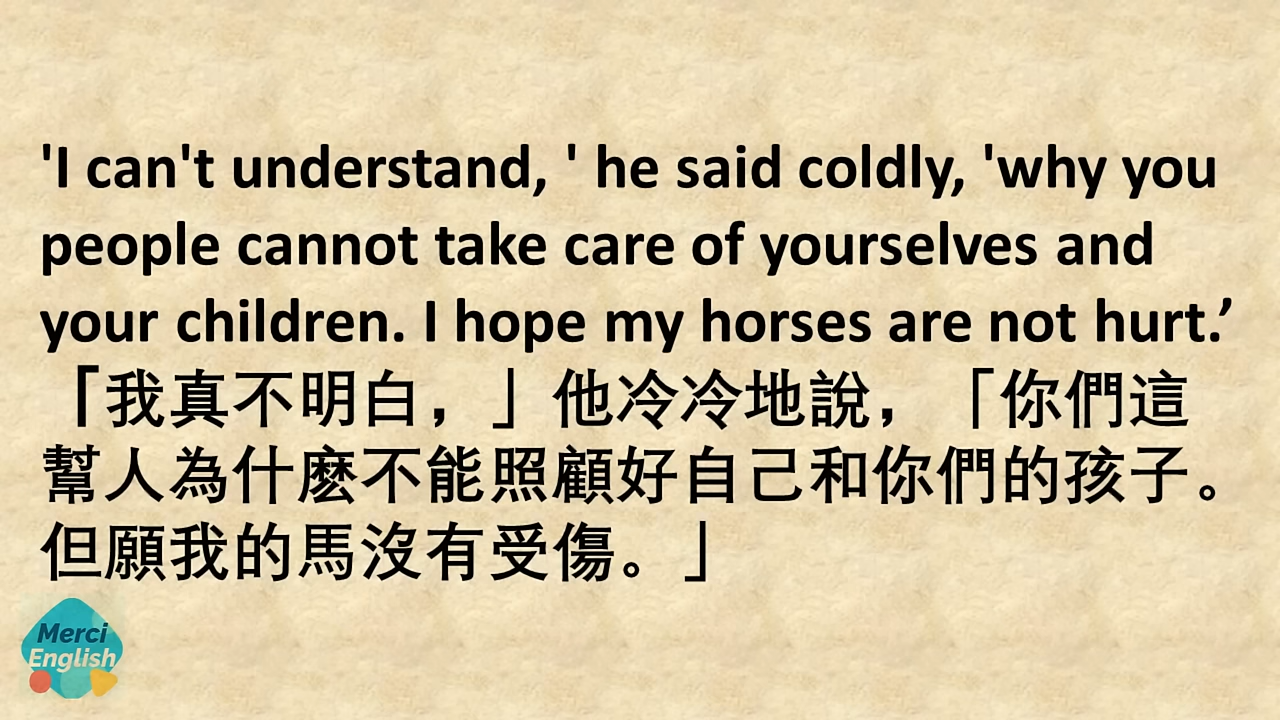 'I can't understand, ' he said coldly, 'why you
people cannot take care of yourselves and
your children. I hope my horses are not hurt.’
「我真不明白，」他冷冷地說，「你們這
幫人為什麽不能照顧好自己和你們的孩子。
但願我的馬沒有受傷。」
Merci
English